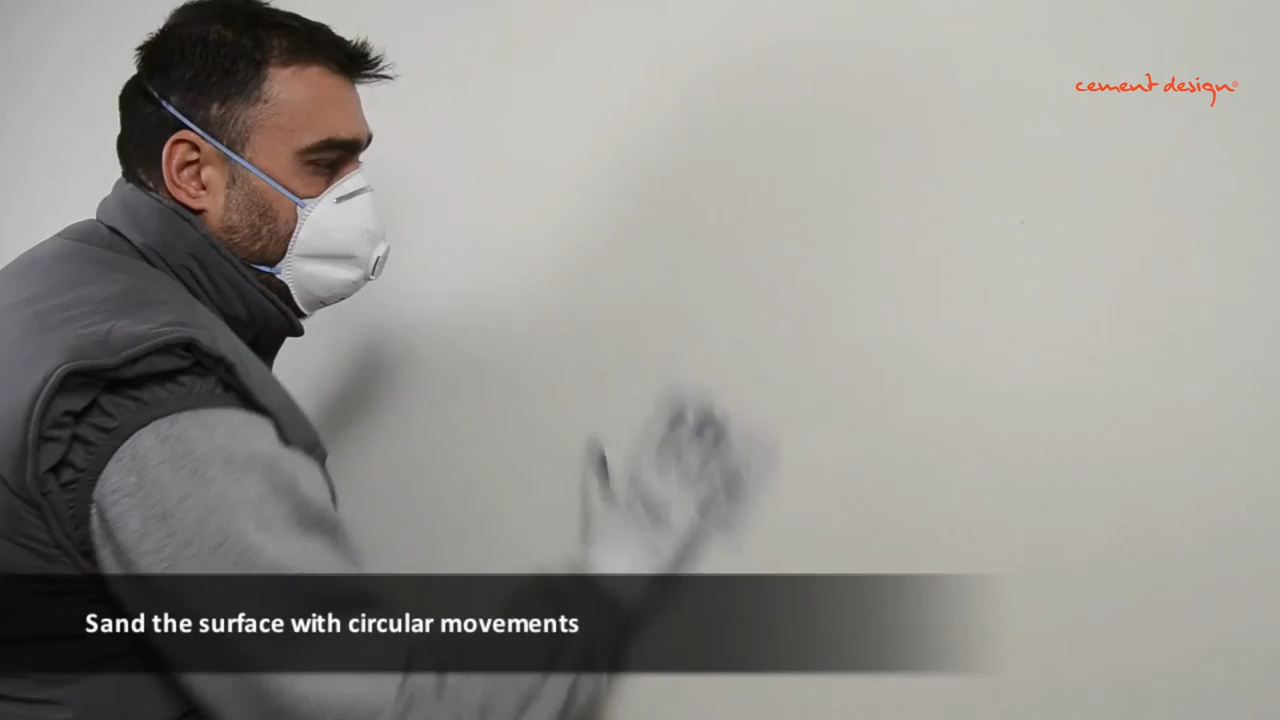 cement design®
Sand the surface with circular movements